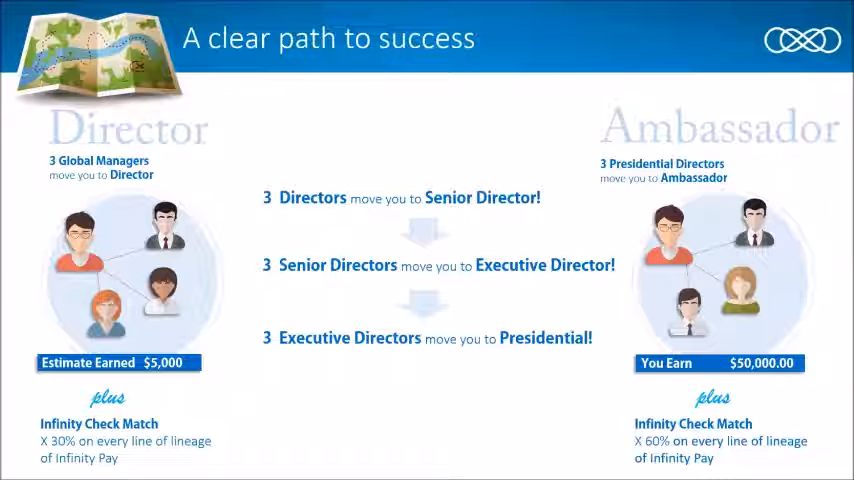 A clear path to success
Director
3 Global Managers
move you to Director
3 Directors move you to Senior Director!
3 Senior Directors move you to Executive Director!
3 Executive Directors move you to Presidential!
Estimate Earned $5,000
plus
Infinity Check Match
X 30% on every line of lineage
of Infinity Pay
Ambassador
3 Presidential Directors
move you to Ambassador
You Earn $50,000.00
plus
Infinity Check Match
X 60% on every line of lineage
of Infinity Pay